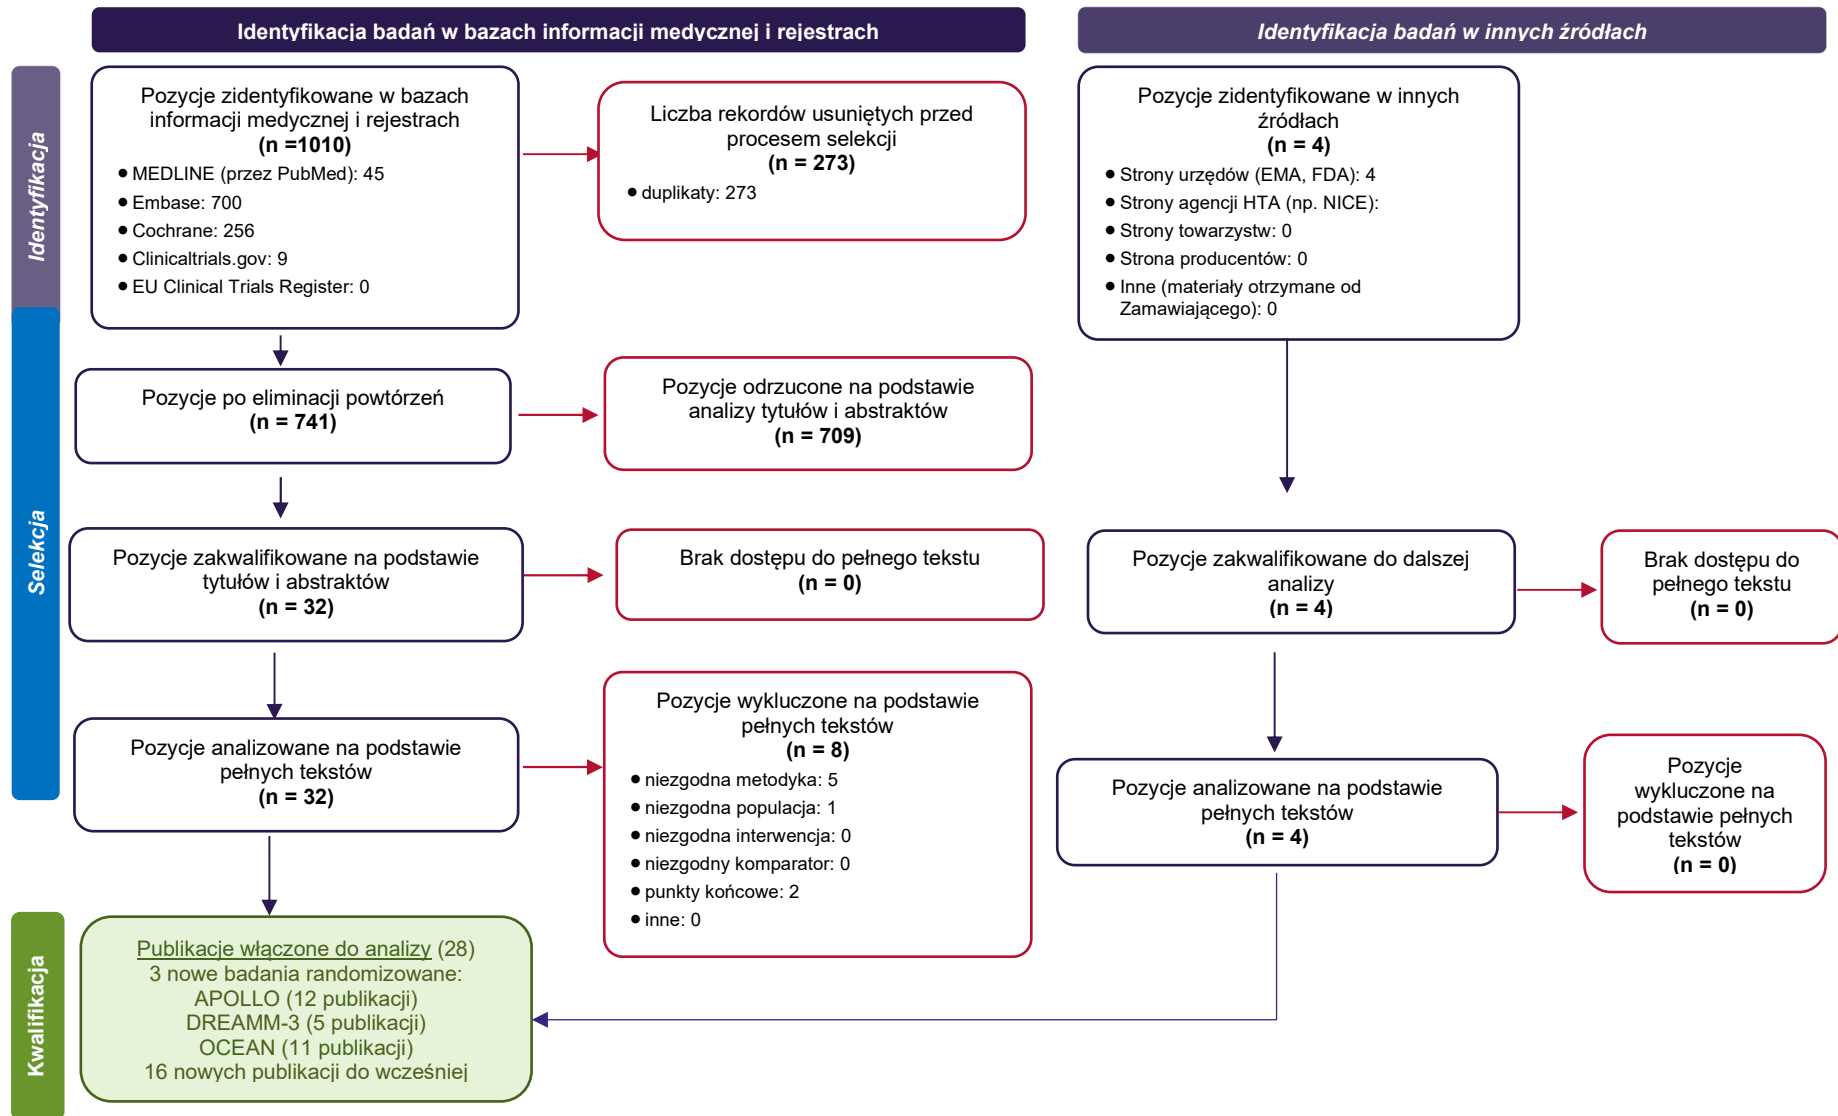 Identyfikacja badań w bazach informacji medycznej i rejestrach
Identyfikacja badań w innych źródłach
Identyfikacja
Pozycje zidentyfikowane w bazach
informacji medycznej i rejestrach
(n =1010)
• MEDLINE (przez PubMed): 45
• Embase: 700
• Cochrane: 256
• Clinicaltrials.gov: 9
• EU Clinical Trials Register: 0
Liczba rekordów usuniętych przed
procesem selekcji
(n = 273)
• duplikaty: 273
Pozycje zidentyfikowane w innych
źródłach
(n = 4)
• Strony urzędów (EMA, FDA): 4
• Strony agencji HTA (np. NICE):
• Strony towarzystw: 0
• Strona producentów: 0
• Inne (materiały otrzymane od
Zamawiającego): 0
Selekcja
Pozycje po eliminacji powtórzeń
(n = 741)
Pozycje odrzucone na podstawie
analizy tytułów i abstraktów
(n = 709)
Pozycje zakwalifikowane na podstawie
tytułów i abstraktów
(n = 32)
Brak dostępu do pełnego tekstu
(n = 0)
Pozycje zakwalifikowane do dalszej
analizy
(n = 4)
Brak dostępu do
pełnego tekstu
(n = 0)
Pozycje analizowane na podstawie
pełnych tekstów
(n = 32)
Pozycje wykluczone na podstawie
pełnych tekstów
(n = 8)
• niezgodna metodyka: 5
• niezgodna populacja: 1
• niezgodna interwencja: 0
• niezgodny komparator: 0
• punkty końcowe: 2
• inne: 0
Pozycje analizowane na podstawie
pełnych tekstów
(n = 4)
Pozycje
wykluczone na
podstawie pełnych
tekstów
(n = 0)
Kwalifikacja
Publikacje włączone do analizy (28)
3 nowe badania randomizowane:
APOLLO (12 publikacji)
DREAMM-3 (5 publikacji)
OCEAN (11 publikacji)
16 nowych publikacji do wcześniej